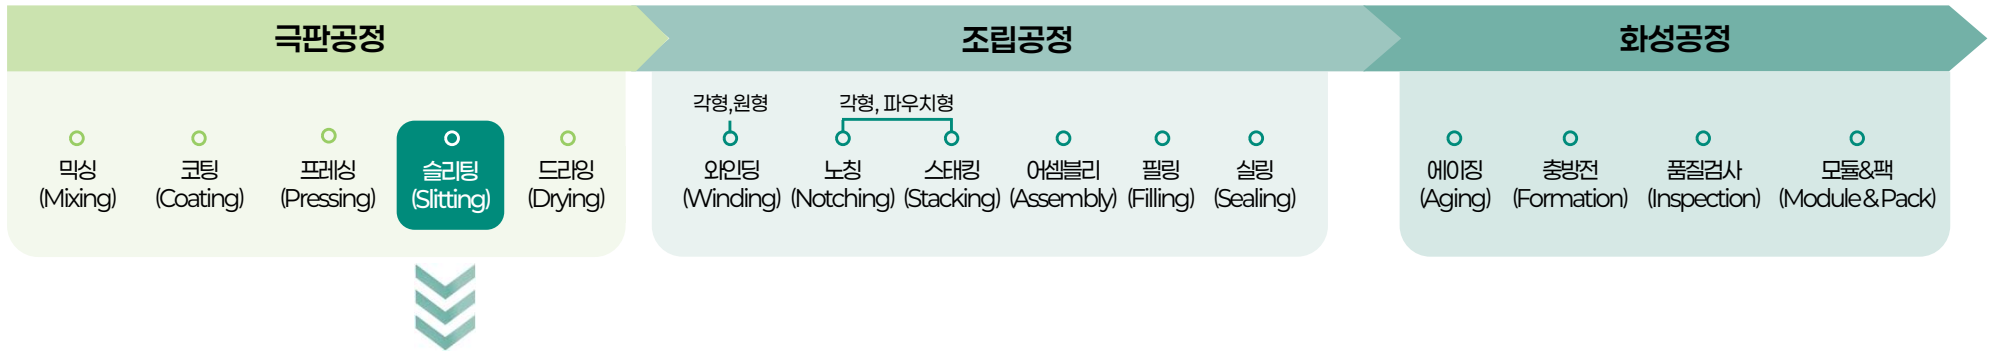 극판공정
조립공정
화성공정
각형,원형
각형, 파우치형
믹싱
(Mixing)
코팅
(Coating)
프레싱
(Pressing)
슬리팅
(Slitting)
드라잉
(Drying)
와인딩
(Winding)
노칭
(Notching)
스태킹
(Stacking)
어셈블리
(Assembly)
필링
(Filling)
실링
(Sealing)
에이징
(Aging)
충방전
(Formation)
품질검사
(Inspection)
모듈&팩
(Module & Pack)